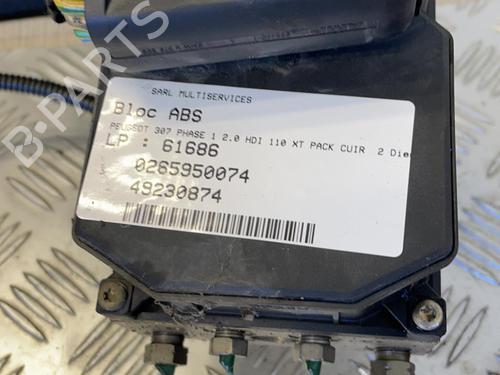 SARL MULTISERVICES
Bloc ABS
PEUGEOT 307 PHASE 1 2.0 HDI 110 XT PACK CUIR 2 Die
LP : 61686
0265950074
49230874